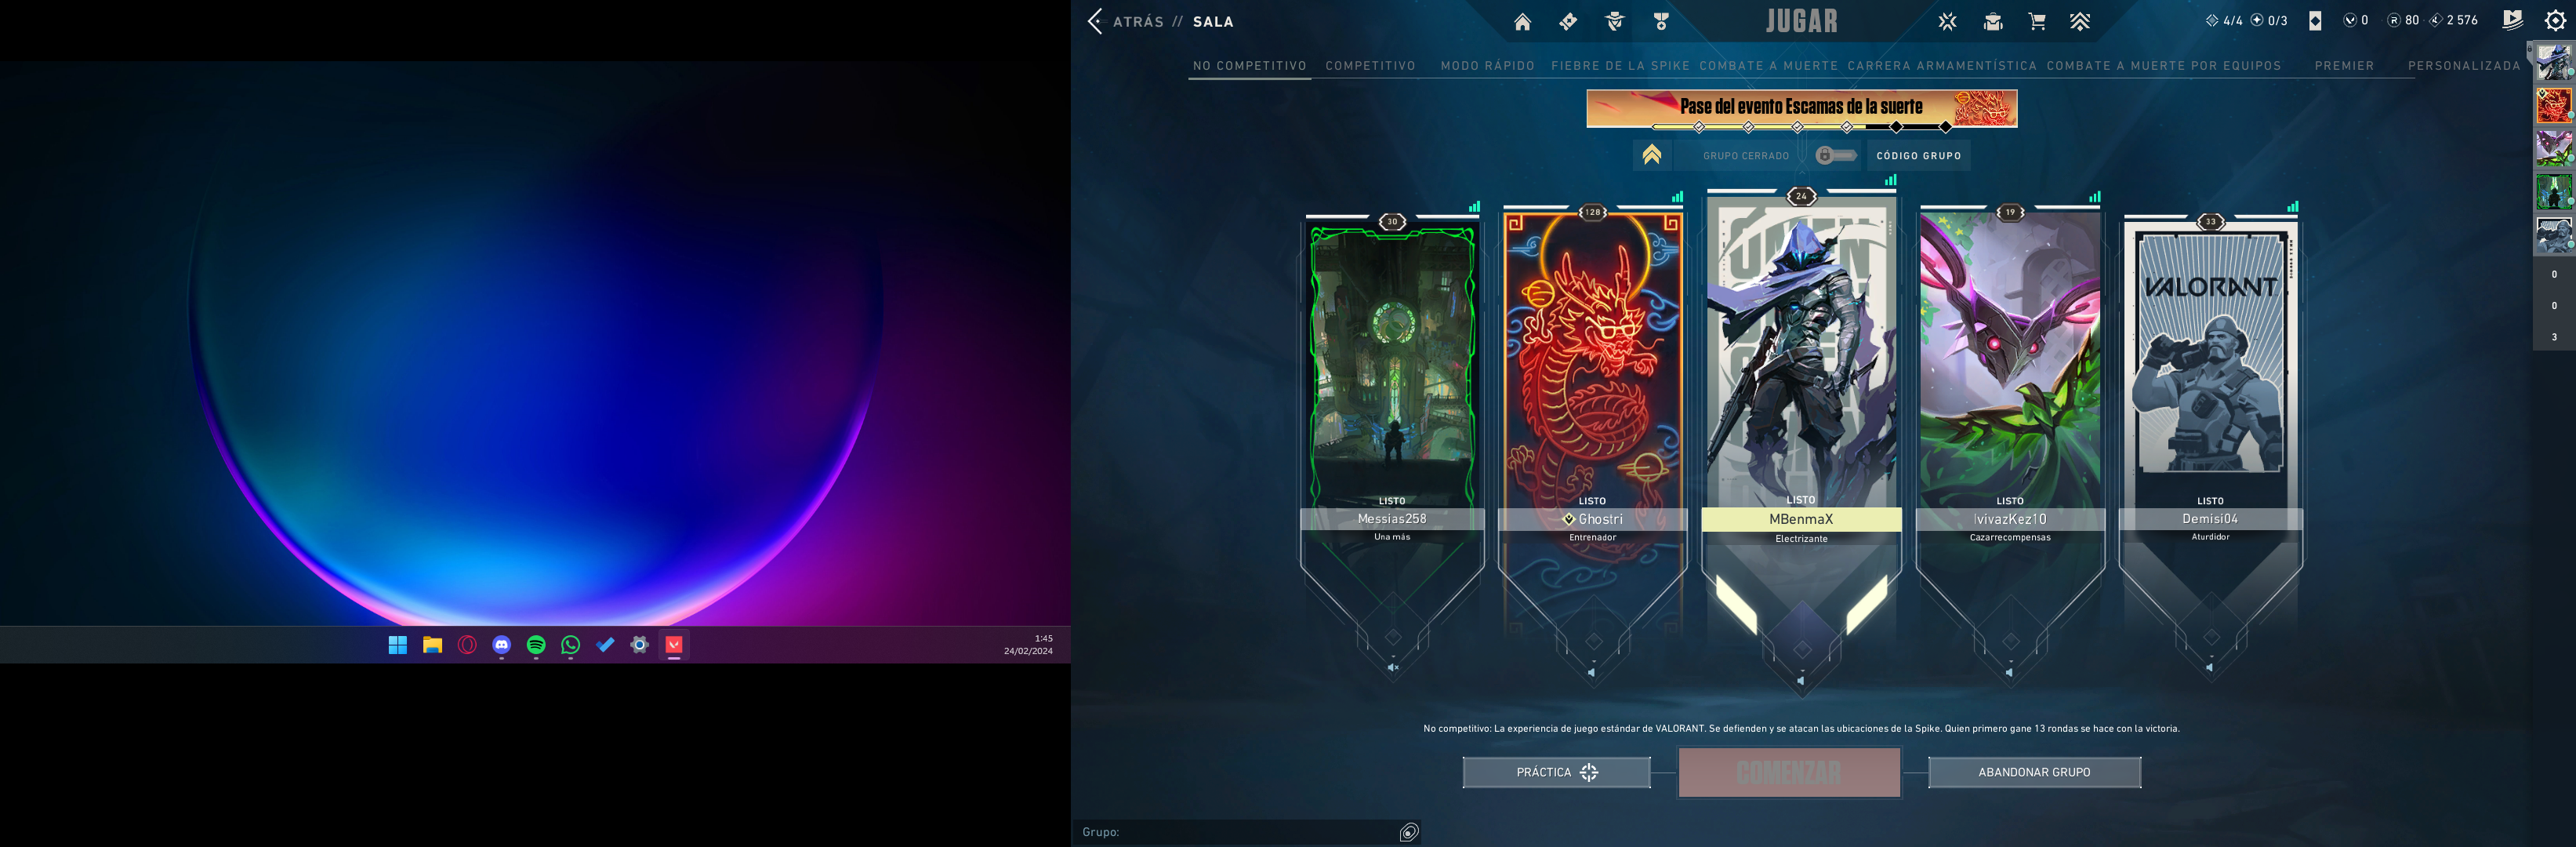 ATRÁS // SALA
JUGAR
4/4 0/3 0 80 2 576
NO COMPETITIVO COMPETITIVO MODO RÁPIDO FIEBRE DE LA SPIKE COMBATE A MUERTE CARRERA ARMAMENTÍSTICA COMBATE A MUERTE POR EQUIPOS PREMIER PERSONALIZADA
Pase del evento Escamas de la suerte
GRUPO CERRADO CÓDIGO GRUPO
30 128 24 19 33
VALORANT
0
0
3
LISTO LISTO LISTO LISTO LISTO
Messias258 Ghostri MBenmaX IvivazKez10 Demisi04
Una más Entrenador Electrizante Cazarrecompensas Aturdidor
1:45
24/02/2024
No competitivo: La experiencia de juego estándar de VALORANT. Se defienden y se atacan las ubicaciones de la Spike. Quien primero gane 13 rondas se hace con la victoria.
PRÁCTICA COMENZAR ABANDONAR GRUPO
Grupo: